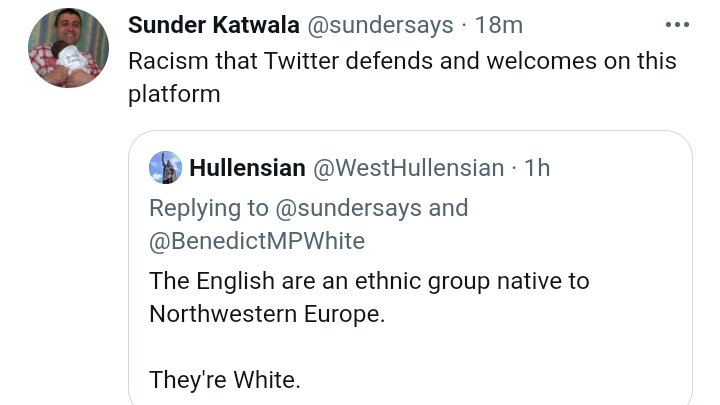 Sunder Katwala @sundersays · 18m
Racism that Twitter defends and welcomes on this
platform
Hullensian @WestHullensian · 1h
Replying to @sundersays and
@BenedictMPWhite
The English are an ethnic group native to
Northwestern Europe.
They're White.